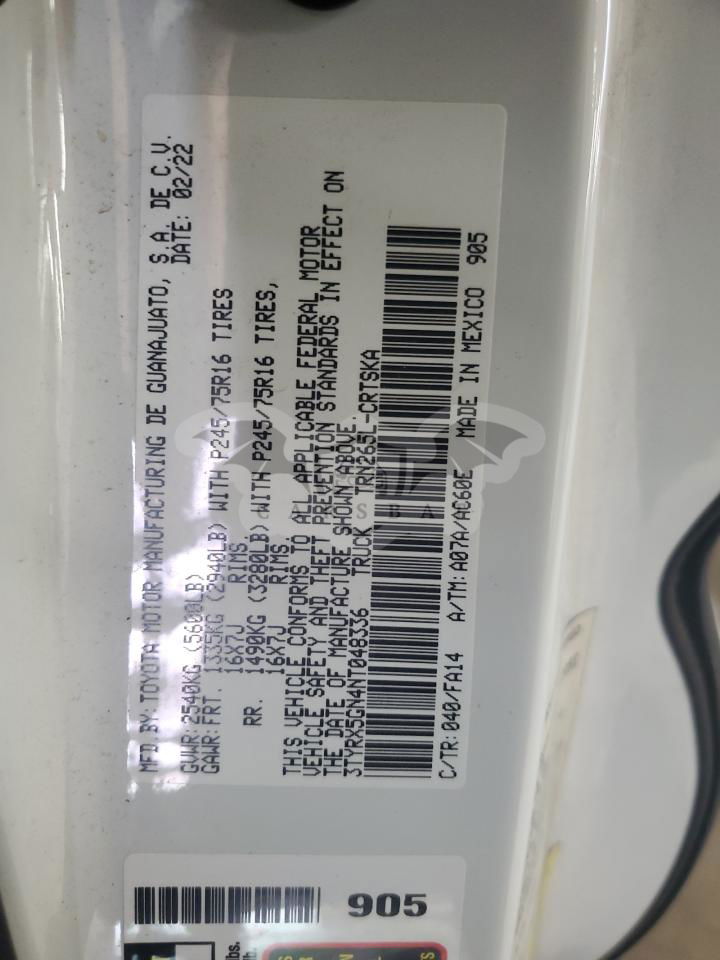 MFD.BY:TOYOTA MOTOR MANUFACTURING DE GUANAJUATO, S.A. DE C.V.
DATE: 02/22
GVWR:2540KG (5600LB)
GAWR:FRT. 1335KG (2940LB) WITH P245/75R16 TIRES
16X7J RIMS.
RR. 1490KG (3280LB) WITH P245/75R16 TIRES,
16X7J RIMS.
THIS VEHICLE CONFORMS TO ALL APPLICABLE FEDERAL MOTOR
VEHICLE SAFETY AND THEFT PREVENTION STANDARDS IN EFFECT ON
THE DATE OF MANUFACTURE SHOWN ABOVE.
3TYRX5GN4NT048336 TRUCK TRN265L-CRTSKA
C/TR:040/FA14 A/TM:A07A/AC60E MADE IN MEXICO 905
905
lbs.